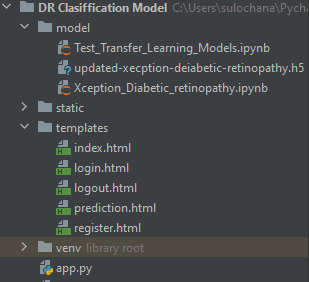 DR Clasiffication Model C:\Users\sulochana\Pycha
model
Test_Transfer_Learning_Models.ipynb
updated-xecption-deiabetic-retinopathy.h5
Xception_Diabetic_retinopathy.ipynb
static
templates
index.html
login.html
logout.html
prediction.html
register.html
venv library root
app.py